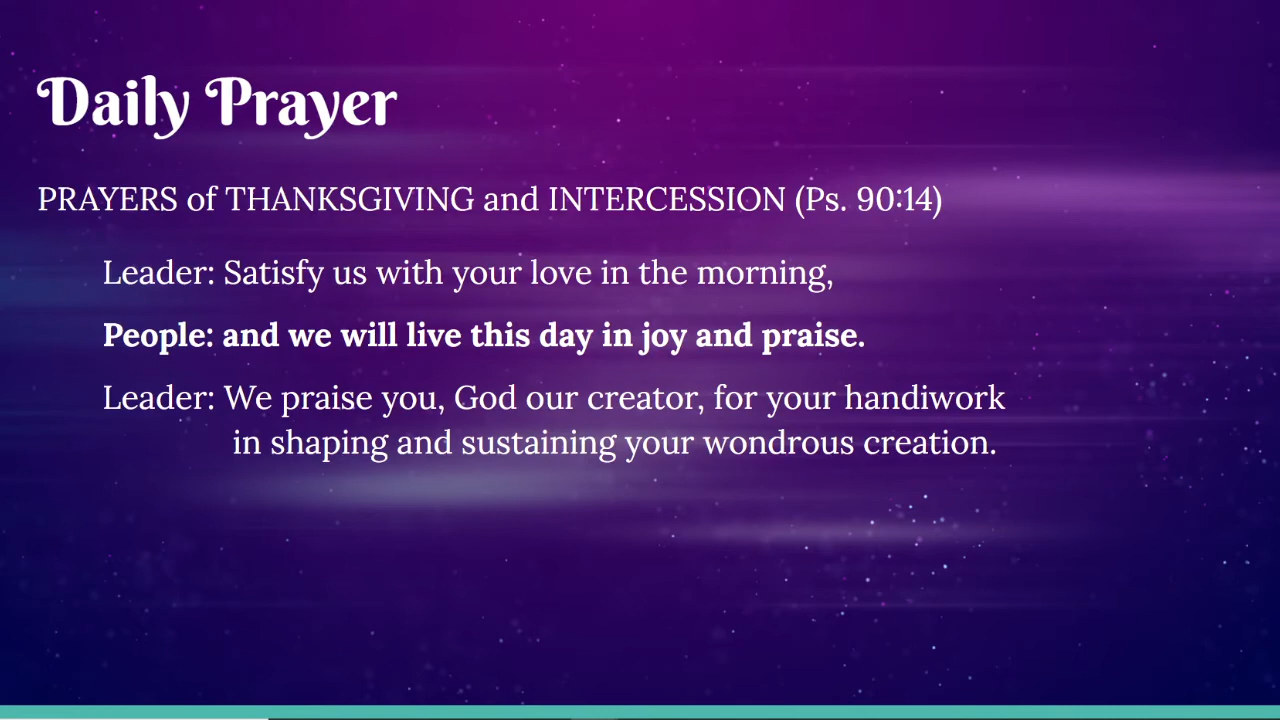 Daily Prayer
PRAYERS of THANKSGIVING and INTERCESSION (Ps. 90:14)
Leader: Satisfy us with your love in the morning,
People: and we will live this day in joy and praise.
Leader: We praise you, God our creator, for your handiwork
in shaping and sustaining your wondrous creation.